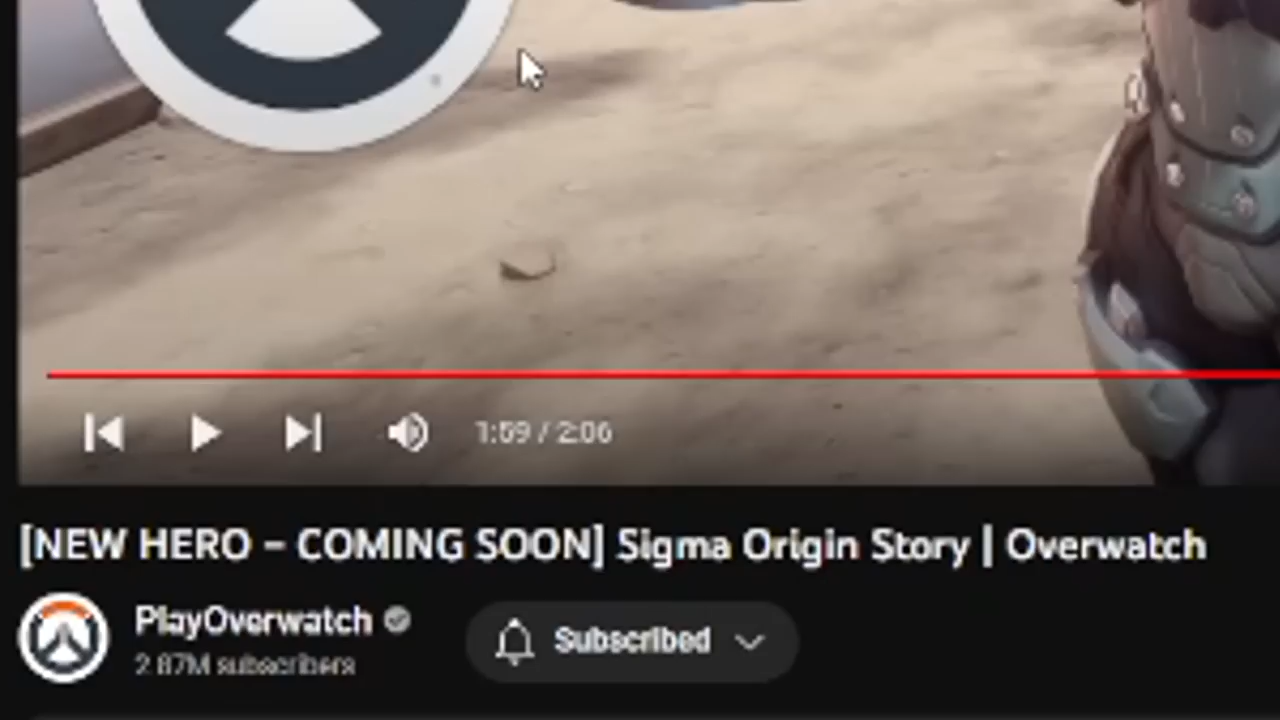 1:59 / 2:06
[NEW HERO – COMING SOON] Sigma Origin Story | Overwatch
PlayOverwatch
Subscribed
2.87M subscribers